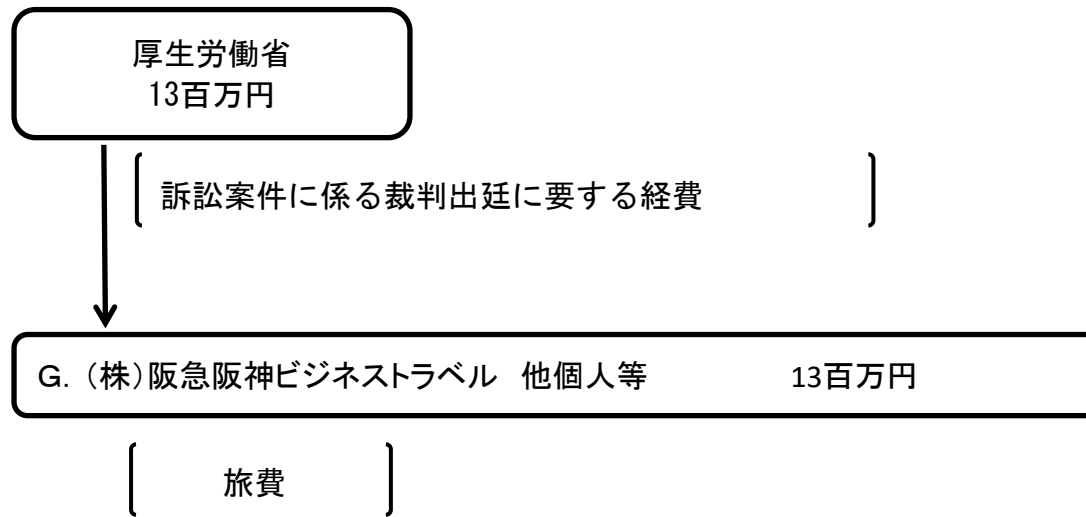 厚生労働省
13百万円
訴訟案件に係る裁判出廷に要する経費
G. (株)阪急阪神ビジネストラベル 他個人等 13百万円
旅費